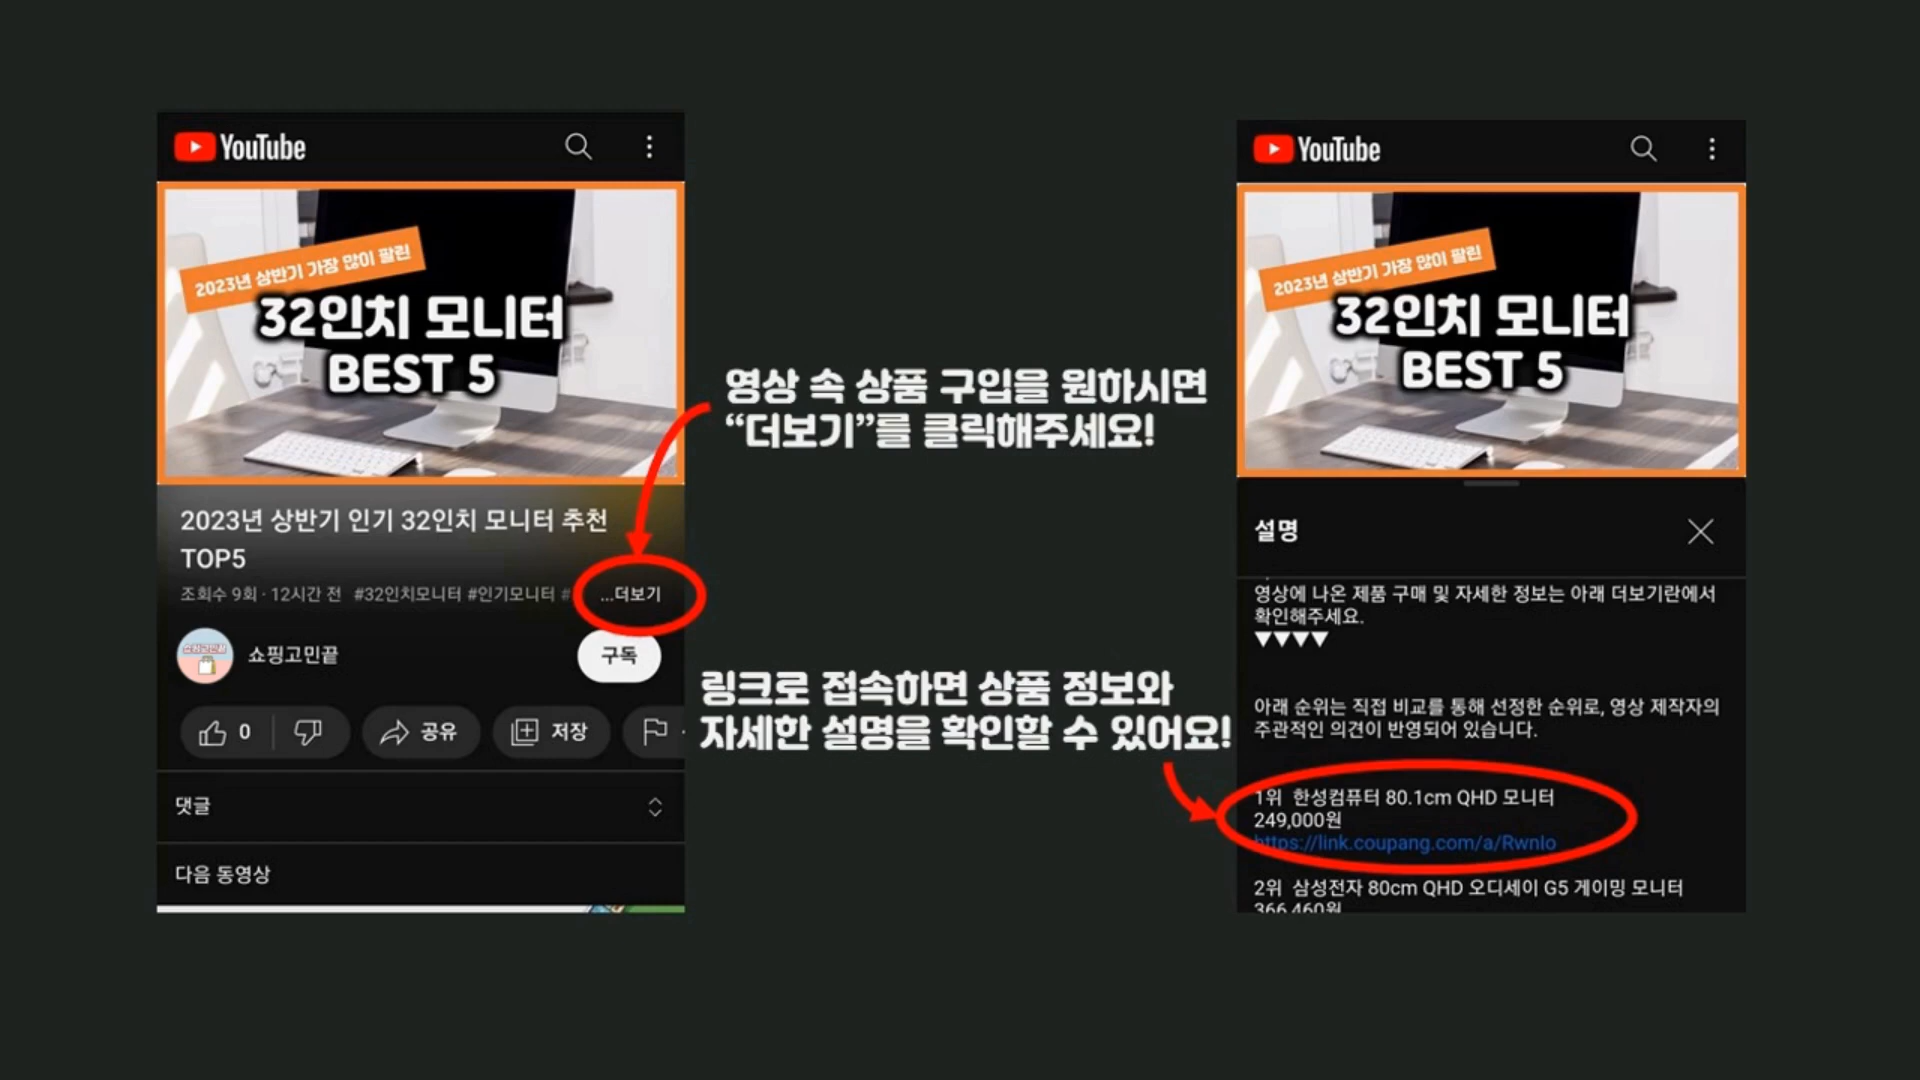 YouTube
2023년 상반기 가장 많이 팔린
32인치 모니터
BEST 5
2023년 상반기 인기 32인치 모니터 추천
TOP5
조회수 9회 · 12시간 전 #32인치모니터 #인기모니터 # ...더보기
쇼핑고민끝
쇼핑고민끝
구독
0
공유
저장
댓글
다음 동영상
영상 속 상품 구입을 원하시면
“더보기”를 클릭해주세요!
링크로 접속하면 상품 정보와
자세한 설명을 확인할 수 있어요!
YouTube
2023년 상반기 가장 많이 팔린
32인치 모니터
BEST 5
설명
영상에 나온 제품 구매 및 자세한 정보는 아래 더보기란에서
확인해주세요.
▼▼▼▼
아래 순위는 직접 비교를 통해 선정한 순위로, 영상 제작자의
주관적인 의견이 반영되어 있습니다.
1위 한성컴퓨터 80.1cm QHD 모니터
249,000원
https://link.coupang.com/a/RwnIo
2위 삼성전자 80cm QHD 오디세이 G5 게이밍 모니터
366,460원